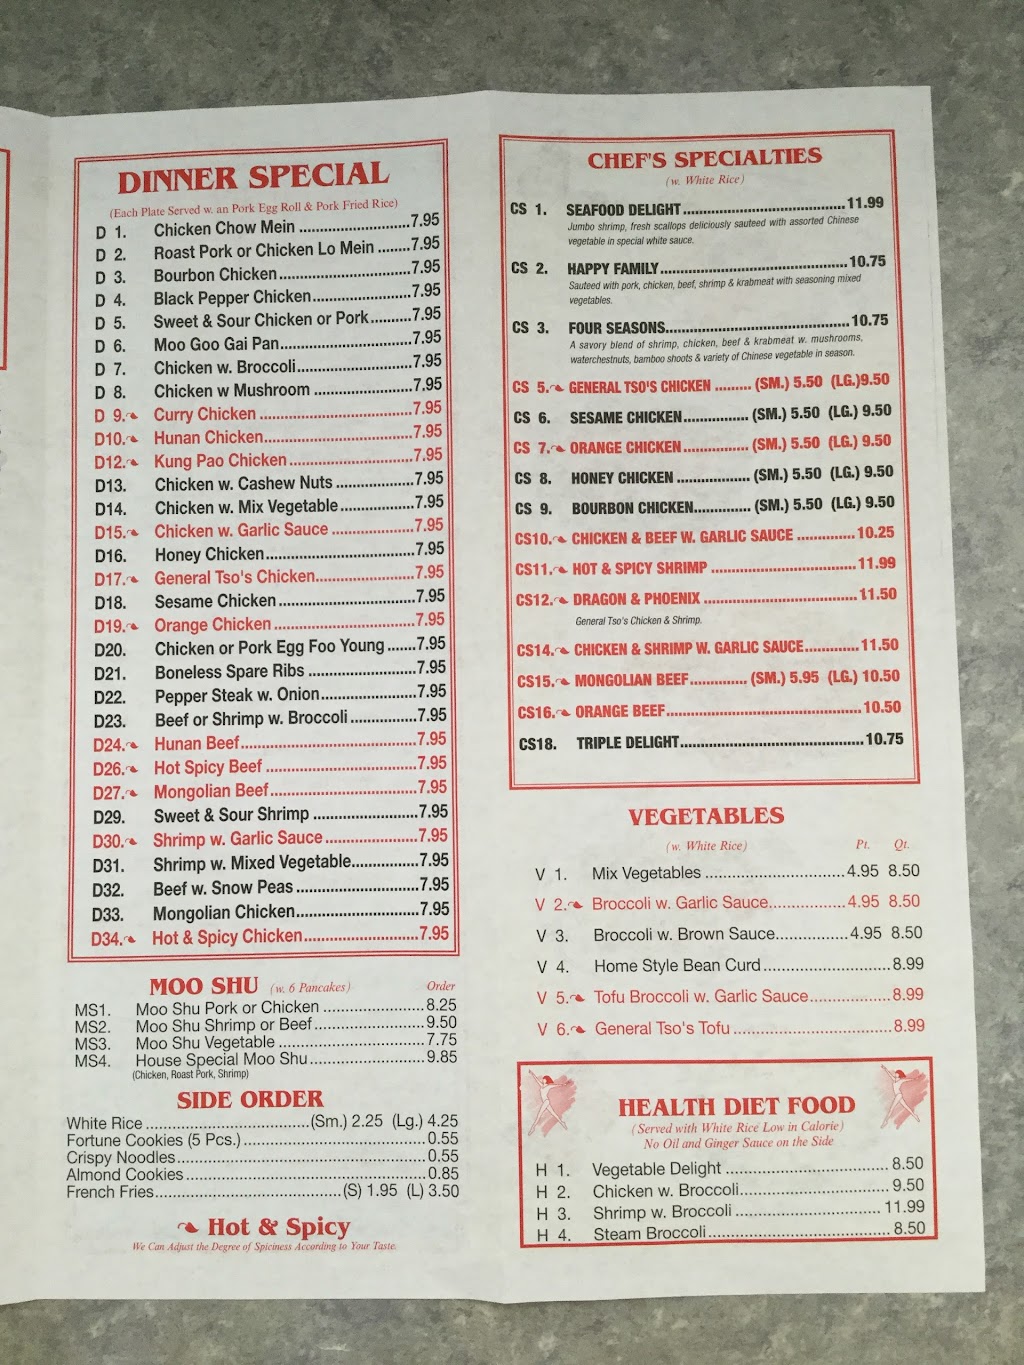 DINNER SPECIAL
(Each Plate Served w. an Pork Egg Roll & Pork Fried Rice)
D 1. Chicken Chow Mein ........................7.95
D 2. Roast Pork or Chicken Lo Mein .......7.95
D 3. Bourbon Chicken............................7.95
D 4. Black Pepper Chicken.....................7.95
D 5. Sweet & Sour Chicken or Pork.........7.95
D 6. Moo Goo Gai Pan............................7.95
D 7. Chicken w. Broccoli.........................7.95
D 8. Chicken w Mushroom .....................7.95
D 9. Curry Chicken ................................7.95
D10. Hunan Chicken................................7.95
D12. Kung Pao Chicken..........................7.95
D13. Chicken w. Cashew Nuts .................7.95
D14. Chicken w. Mix Vegetable................7.95
D15. Chicken w. Garlic Sauce ..................7.95
D16. Honey Chicken................................7.95
D17. General Tso's Chicken.....................7.95
D18. Sesame Chicken.............................7.95
D19. Orange Chicken ..............................7.95
D20. Chicken or Pork Egg Foo Young.......7.95
D21. Boneless Spare Ribs .......................7.95
D22. Pepper Steak w. Onion....................7.95
D23. Beef or Shrimp w. Broccoli..............7.95
D24. Hunan Beef.....................................7.95
D26. Hot Spicy Beef ................................7.95
D27. Mongolian Beef...............................7.95
D29. Sweet & Sour Shrimp ......................7.95
D30. Shrimp w. Garlic Sauce ...................7.95
D31. Shrimp w. Mixed Vegetable..............7.95
D32. Beef w. Snow Peas ..........................7.95
D33. Mongolian Chicken..........................7.95
D34. Hot & Spicy Chicken........................7.95
MOO SHU (w. 6 Pancakes) Order
MS1. Moo Shu Pork or Chicken ......................8.25
MS2. Moo Shu Shrimp or Beef........................9.50
MS3. Moo Shu Vegetable ...............................7.75
MS4. House Special Moo Shu.........................9.85
(Chicken, Roast Pork, Shrimp)
SIDE ORDER
White Rice ...................................(Sm.) 2.25 (Lg.) 4.25
Fortune Cookies (5 Pcs.).......................................0.55
Crispy Noodles.....................................................0.55
Almond Cookies...................................................0.85
French Fries........................................(S) 1.95 (L) 3.50
Hot & Spicy
We Can Adjust the Degree of Spiciness According to Your Taste.
CHEF'S SPECIALTIES
(w. White Rice)
CS 1. SEAFOOD DELIGHT........................................11.99
Jumbo shrimp, fresh scallops deliciously sauteed with assorted Chinese
vegetable in special white sauce.
CS 2. HAPPY FAMILY..............................................10.75
Sauteed with pork, chicken, beef, shrimp & krabmeat with seasoning mixed
vegetables.
CS 3. FOUR SEASONS.............................................10.75
A savory blend of shrimp, chicken, beef & krabmeat w. mushrooms,
waterchestnuts, bamboo shoots & variety of Chinese vegetable in season.
CS 5. GENERAL TSO'S CHICKEN ......... (SM.) 5.50 (LG.)9.50
CS 6. SESAME CHICKEN................ (SM.) 5.50 (LG.) 9.50
CS 7. ORANGE CHICKEN................ (SM.) 5.50 (LG.) 9.50
CS 8. HONEY CHICKEN .................. (SM.) 5.50 (LG.) 9.50
CS 9. BOURBON CHICKEN.............. (SM.) 5.50 (LG.) 9.50
CS10. CHICKEN & BEEF W. GARLIC SAUCE ..............10.25
CS11. HOT & SPICY SHRIMP ...................................11.99
CS12. DRAGON & PHOENIX .....................................11.50
General Tso's Chicken & Shrimp.
CS14. CHICKEN & SHRIMP W. GARLIC SAUCE.............11.50
CS15. MONGOLIAN BEEF.............. (SM.) 5.95 (LG.) 10.50
CS16. ORANGE BEEF................................................10.50
CS18. TRIPLE DELIGHT.............................................10.75
VEGETABLES
(w. White Rice) Pt. Qt.
V 1. Mix Vegetables .............................4.95 8.50
V 2. Broccoli w. Garlic Sauce................4.95 8.50
V 3. Broccoli w. Brown Sauce...............4.95 8.50
V 4. Home Style Bean Curd..........................8.99
V 5. Tofu Broccoli w. Garlic Sauce.................8.99
V 6. General Tso's Tofu.................................8.99
HEALTH DIET FOOD
(Served with White Rice Low in Calorie)
No Oil and Ginger Sauce on the Side
H 1. Vegetable Delight ..................................8.50
H 2. Chicken w. Broccoli................................9.50
H 3. Shrimp w. Broccoli ...............................11.99
H 4. Steam Broccoli.......................................8.50